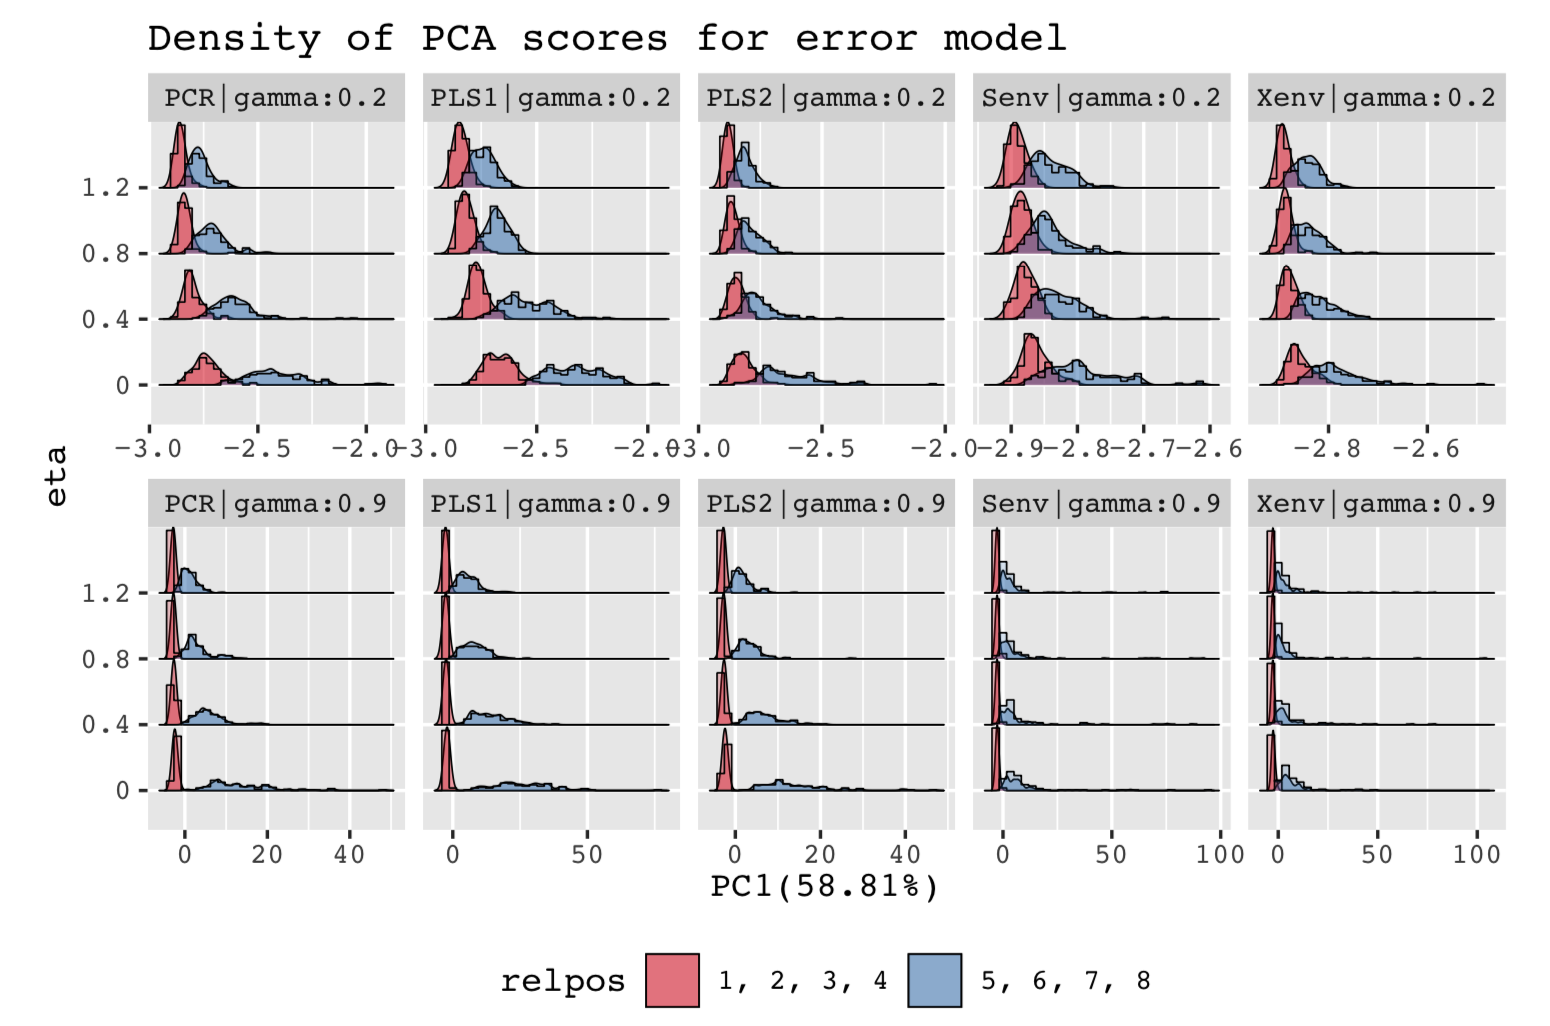 Density of PCA scores for error model
PCR|gamma:0.2 PLS1|gamma:0.2 PLS2|gamma:0.2 Senv|gamma:0.2 Xenv|gamma:0.2
1.2
0.8
0.4
0
−3.0 −2.5 −2.0 −3.0 −2.5 −2.0 −3.0 −2.5 −2.0 −2.9 −2.8 −2.7 −2.6 −2.8 −2.6
eta
PCR|gamma:0.9 PLS1|gamma:0.9 PLS2|gamma:0.9 Senv|gamma:0.9 Xenv|gamma:0.9
1.2
0.8
0.4
0
0 20 40 0 50 0 20 40 0 50 100 0 50 100
PC1(58.81%)
relpos 1, 2, 3, 4 5, 6, 7, 8